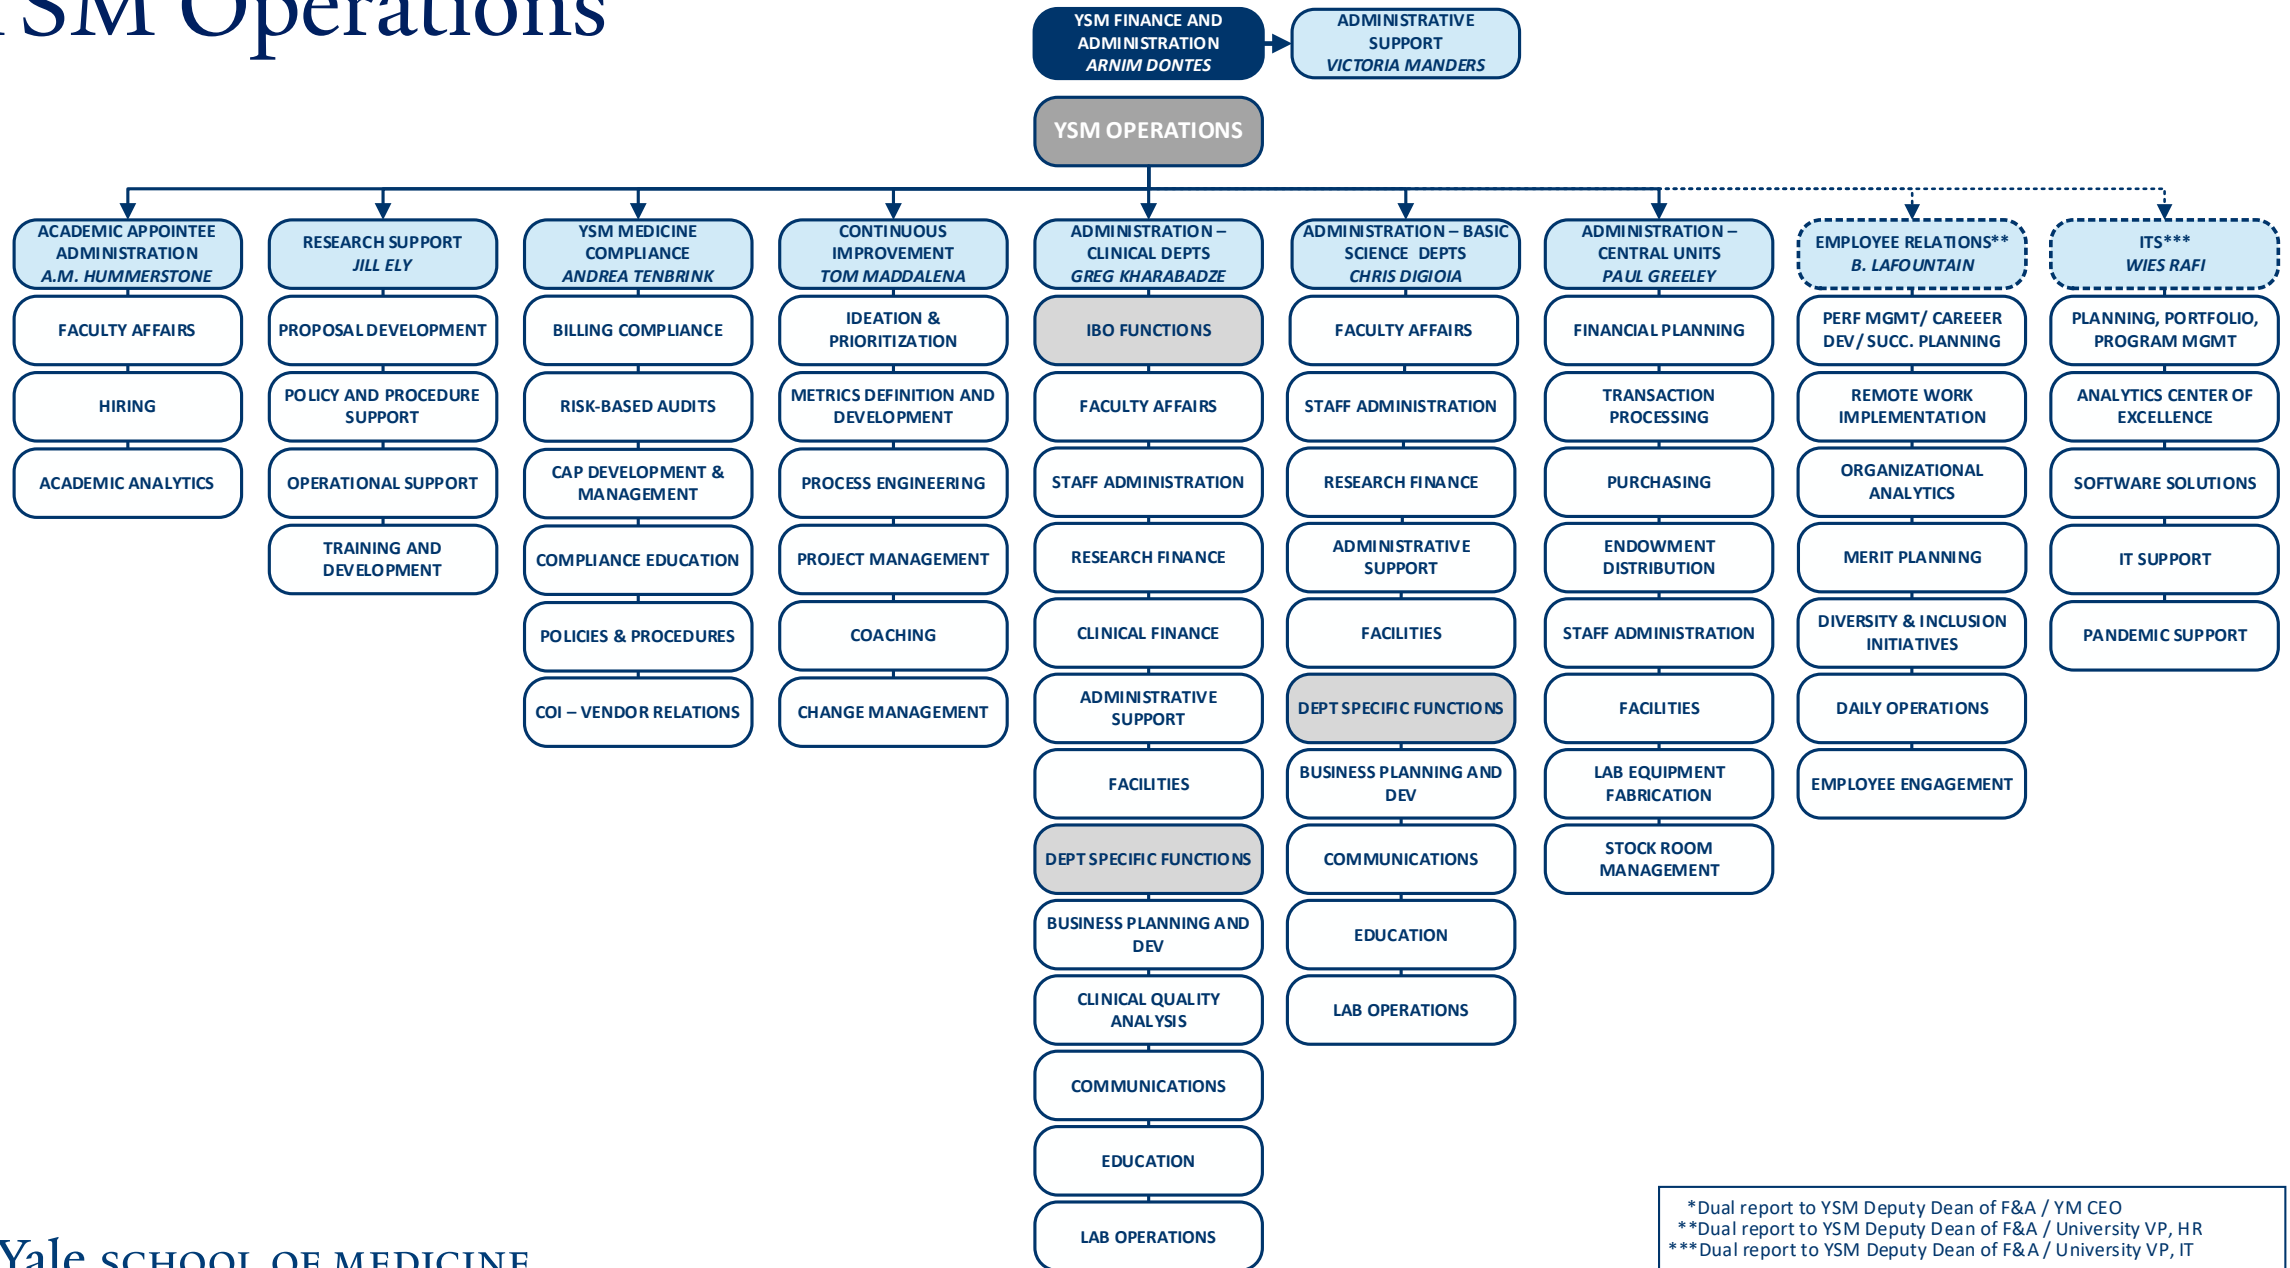 YSM Operations
YSM FINANCE AND
ADMINISTRATION
ARNIM DONTES
ADMINISTRATIVE
SUPPORT
VICTORIA MANDERS
YSM OPERATIONS
ACADEMIC APPOINTEE
ADMINISTRATION
A.M. HUMMERSTONE
FACULTY AFFAIRS
HIRING
ACADEMIC ANALYTICS
RESEARCH SUPPORT
JILL ELY
PROPOSAL DEVELOPMENT
POLICY AND PROCEDURE
SUPPORT
OPERATIONAL SUPPORT
TRAINING AND
DEVELOPMENT
YSM MEDICINE
COMPLIANCE
ANDREA TENBRINK
BILLING COMPLIANCE
RISK-BASED AUDITS
CAP DEVELOPMENT &
MANAGEMENT
COMPLIANCE EDUCATION
POLICIES & PROCEDURES
COI – VENDOR RELATIONS
CONTINUOUS
IMPROVEMENT
TOM MADDALENA
IDEATION &
PRIORITIZATION
METRICS DEFINITION AND
DEVELOPMENT
PROCESS ENGINEERING
PROJECT MANAGEMENT
COACHING
CHANGE MANAGEMENT
ADMINISTRATION –
CLINICAL DEPTS
GREG KHARABADZE
IBO FUNCTIONS
FACULTY AFFAIRS
STAFF ADMINISTRATION
RESEARCH FINANCE
CLINICAL FINANCE
ADMINISTRATIVE
SUPPORT
FACILITIES
DEPT SPECIFIC FUNCTIONS
BUSINESS PLANNING AND
DEV
CLINICAL QUALITY
ANALYSIS
COMMUNICATIONS
EDUCATION
LAB OPERATIONS
ADMINISTRATION – BASIC
SCIENCE DEPTS
CHRIS DIGIOIA
FACULTY AFFAIRS
STAFF ADMINISTRATION
RESEARCH FINANCE
ADMINISTRATIVE
SUPPORT
FACILITIES
DEPT SPECIFIC FUNCTIONS
BUSINESS PLANNING AND
DEV
COMMUNICATIONS
EDUCATION
LAB OPERATIONS
ADMINISTRATION –
CENTRAL UNITS
PAUL GREELEY
FINANCIAL PLANNING
TRANSACTION
PROCESSING
PURCHASING
ENDOWMENT
DISTRIBUTION
STAFF ADMINISTRATION
FACILITIES
LAB EQUIPMENT
FABRICATION
STOCK ROOM
MANAGEMENT
EMPLOYEE RELATIONS**
B. LAFOUNTAIN
PERF MGMT/ CAREEER
DEV/ SUCC. PLANNING
REMOTE WORK
IMPLEMENTATION
ORGANIZATIONAL
ANALYTICS
MERIT PLANNING
DIVERSITY & INCLUSION
INITIATIVES
DAILY OPERATIONS
EMPLOYEE ENGAGEMENT
ITS***
WIES RAFI
PLANNING, PORTFOLIO,
PROGRAM MGMT
ANALYTICS CENTER OF
EXCELLENCE
SOFTWARE SOLUTIONS
IT SUPPORT
PANDEMIC SUPPORT
*Dual report to YSM Deputy Dean of F&A / YM CEO
**Dual report to YSM Deputy Dean of F&A / University VP, HR
***Dual report to YSM Deputy Dean of F&A / University VP, IT
Yale SCHOOL OF MEDICINE